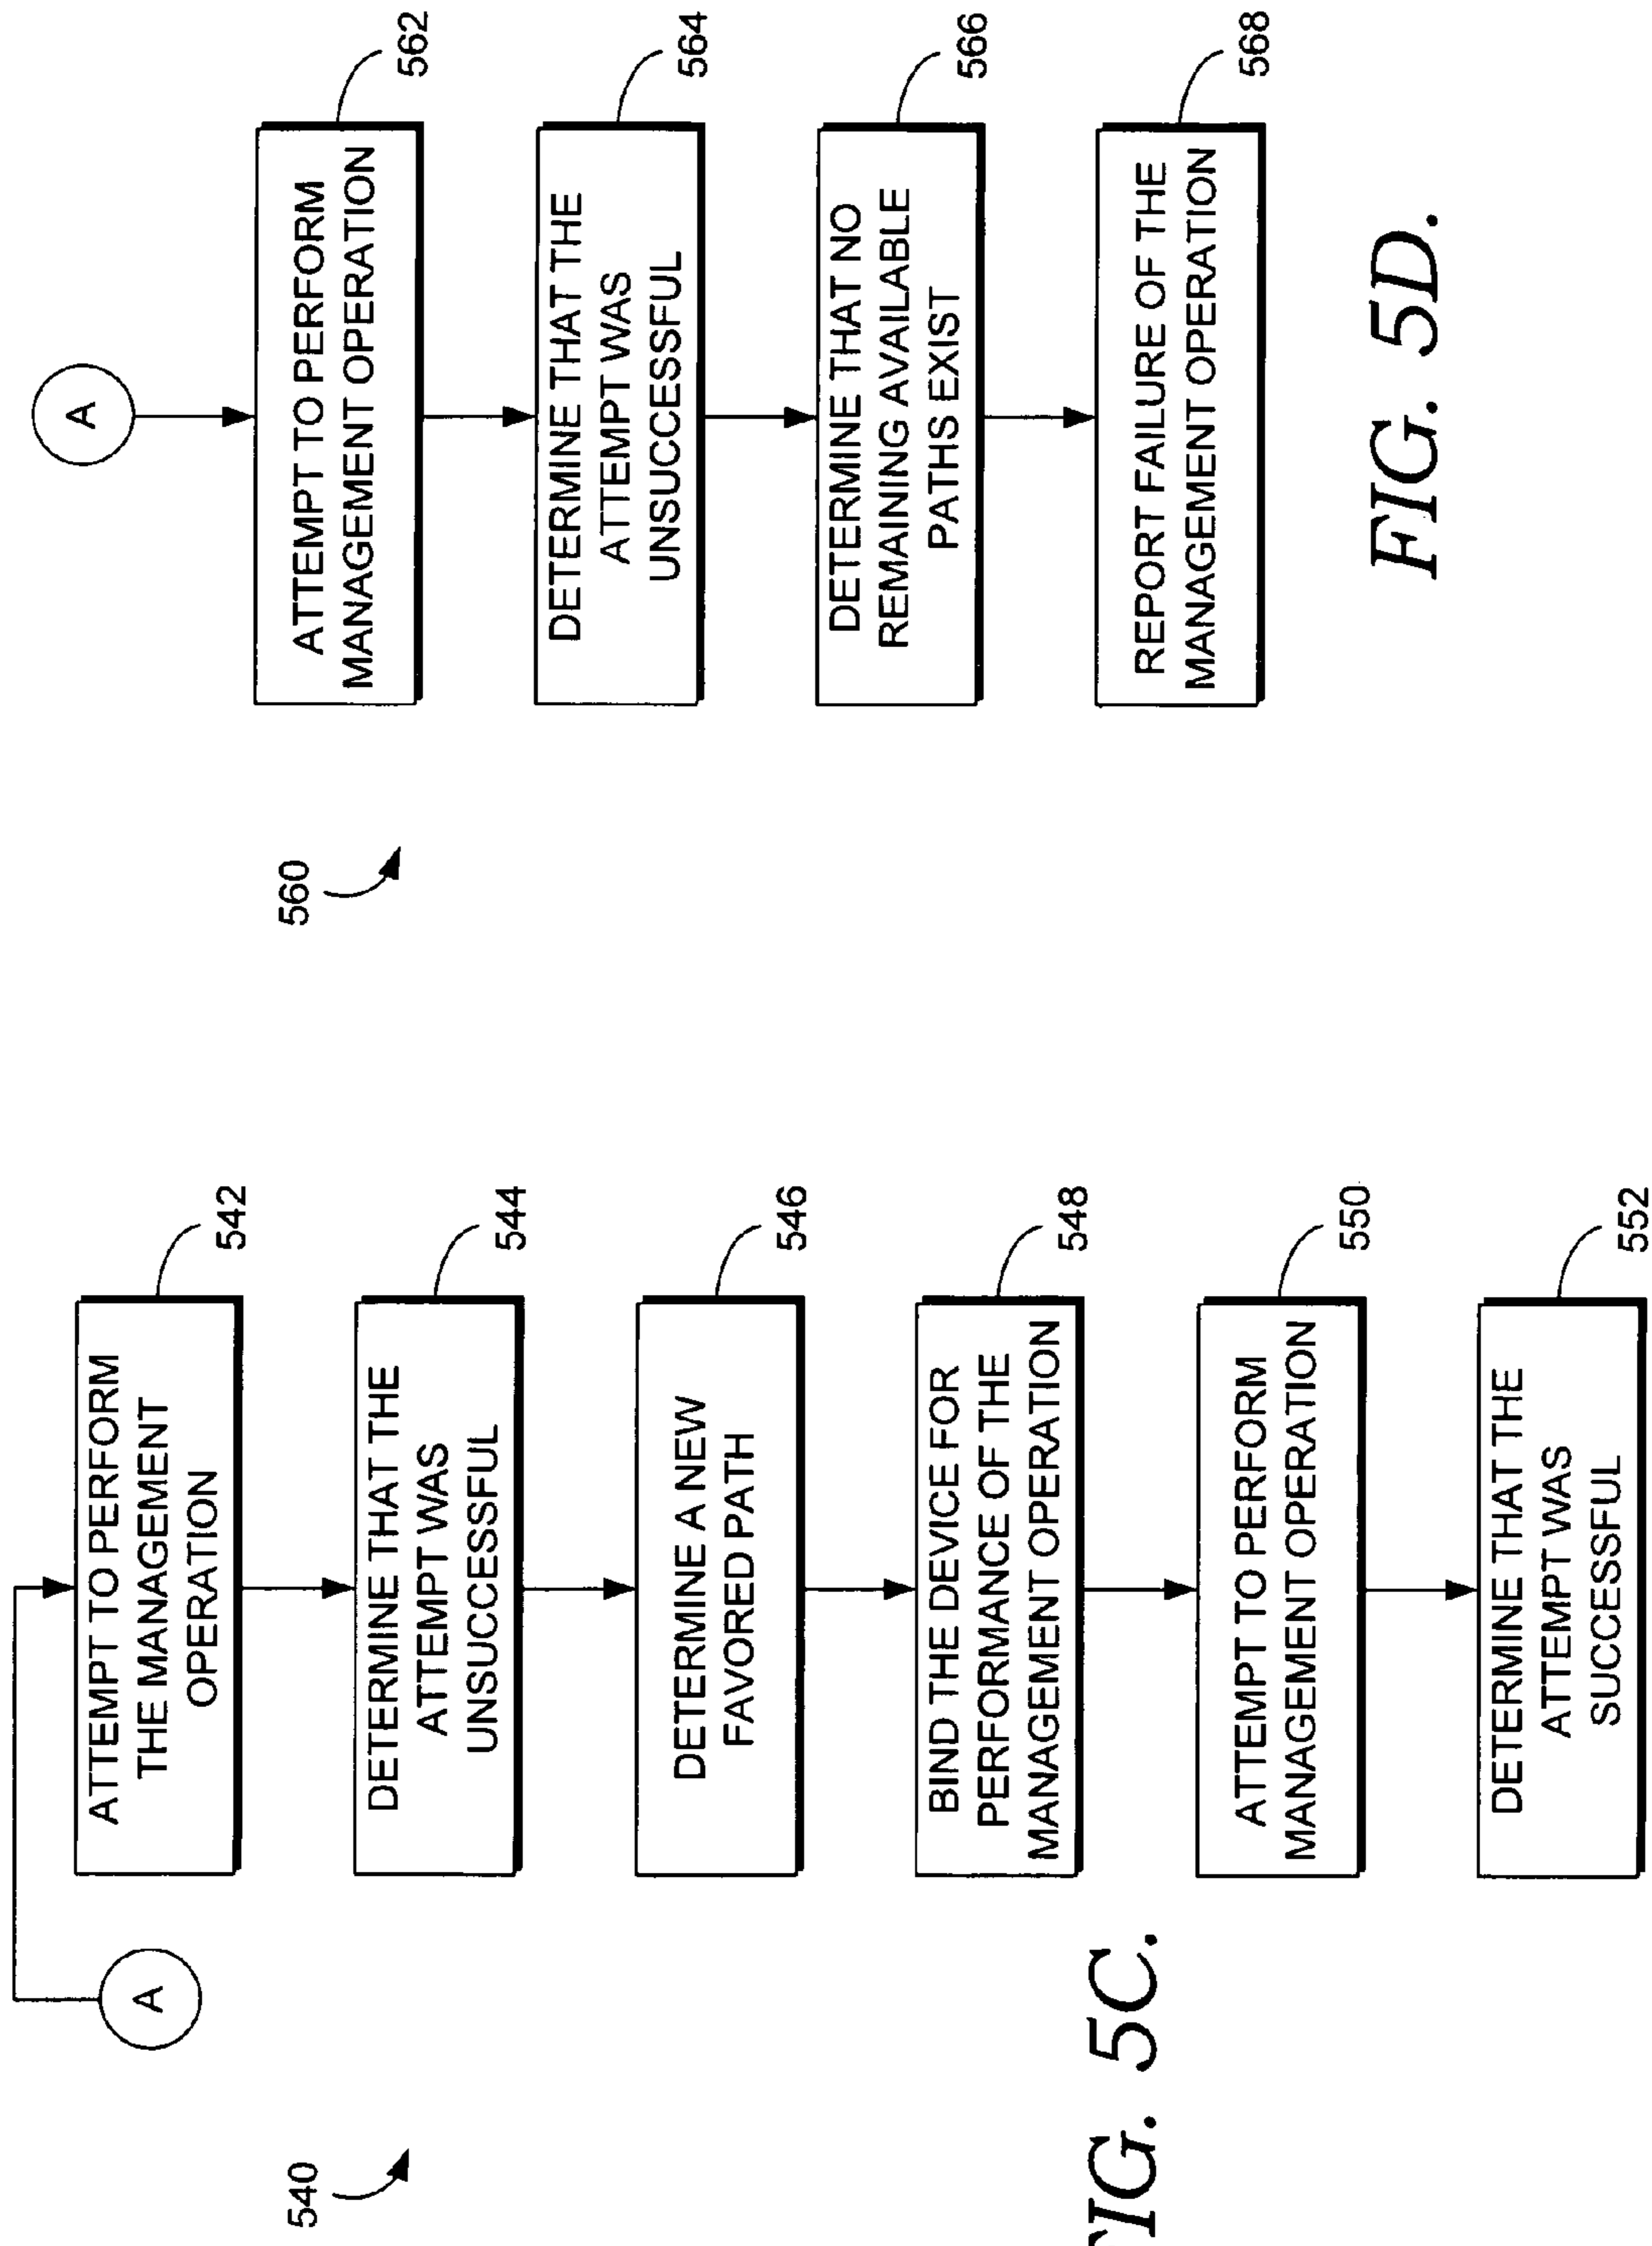 540
A
ATTEMPT TO PERFORM
THE MANAGEMENT
OPERATION
542
DETERMINE THAT THE
ATTEMPT WAS
UNSUCCESSFUL
544
DETERMINE A NEW
FAVORED PATH
546
BIND THE DEVICE FOR
PERFORMANCE OF THE
MANAGEMENT OPERATION
548
ATTEMPT TO PERFORM
MANAGEMENT OPERATION
550
DETERMINE THAT THE
ATTEMPT WAS
SUCCESSFUL
552
FIG. 5C.
560
A
ATTEMPT TO PERFORM
MANAGEMENT OPERATION
562
DETERMINE THAT THE
ATTEMPT WAS
UNSUCCESSFUL
564
DETERMINE THAT NO
REMAINING AVAILABLE
PATHS EXIST
566
REPORT FAILURE OF THE
MANAGEMENT OPERATION
568
FIG. 5D.